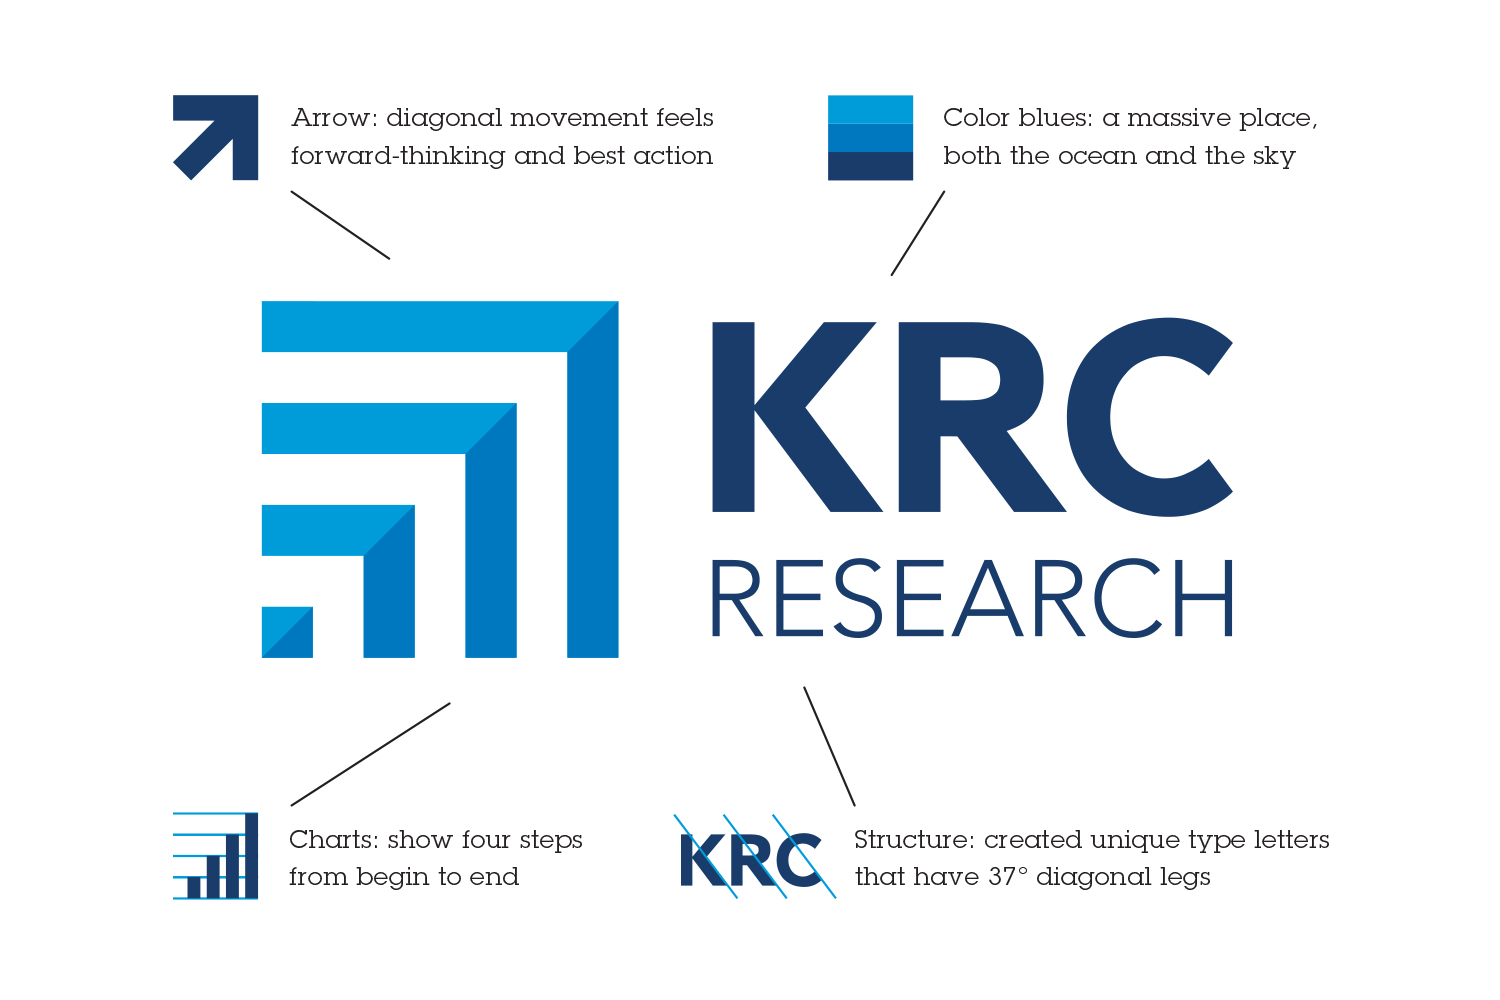 Arrow: diagonal movement feels
forward-thinking and best action
Color blues: a massive place,
both the ocean and the sky
KRC
RESEARCH
Charts: show four steps
from begin to end
KRC
Structure: created unique type letters
that have 37° diagonal legs